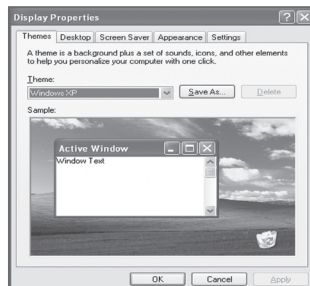 Display Properties
Themes Desktop Screen Saver Appearance Settings
A theme is a background plus a set of sounds, icons, and other elements
to help you personalize your computer with one click.
Theme:
Windows XP Save As... Delete
Sample:
Active Window
Window Text
OK Cancel Apply